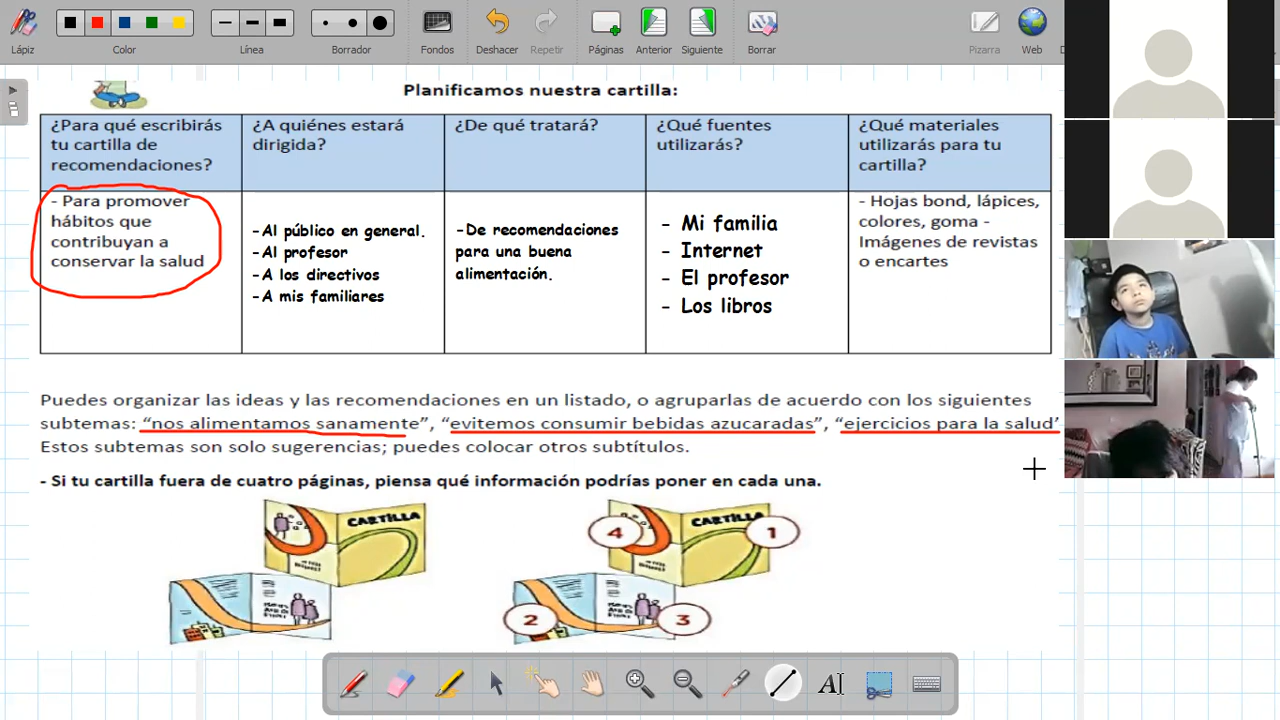 Lápiz
Color
Línea
Borrador
Fondos
Deshacer
Repetir
Páginas
Anterior
Siguiente
Borrar
Pizarra
Web
Planificamos nuestra cartilla:
¿Para qué escribirás
tu cartilla de
recomendaciones?
¿A quiénes estará
dirigida?
¿De qué tratará?
¿Qué fuentes
utilizarás?
¿Qué materiales
utilizarás para tu
cartilla?
- Para promover
hábitos que
contribuyan a
conservar la salud
-Al público en general.
-Al profesor
-A los directivos
-A mis familiares
-De recomendaciones
para una buena
alimentación.
- Mi familia
- Internet
- El profesor
- Los libros
- Hojas bond, lápices,
colores, goma -
Imágenes de revistas
o encartes
Puedes organizar las ideas y las recomendaciones en un listado, o agruparlas de acuerdo con los siguientes
subtemas: “nos alimentamos sanamente”, “evitemos consumir bebidas azucaradas”, “ejercicios para la salud’
Estos subtemas son solo sugerencias; puedes colocar otros subtítulos.
- Si tu cartilla fuera de cuatro páginas, piensa qué información podrías poner en cada una.
CARTILLA
4
CARTILLA
1
2
3
AI